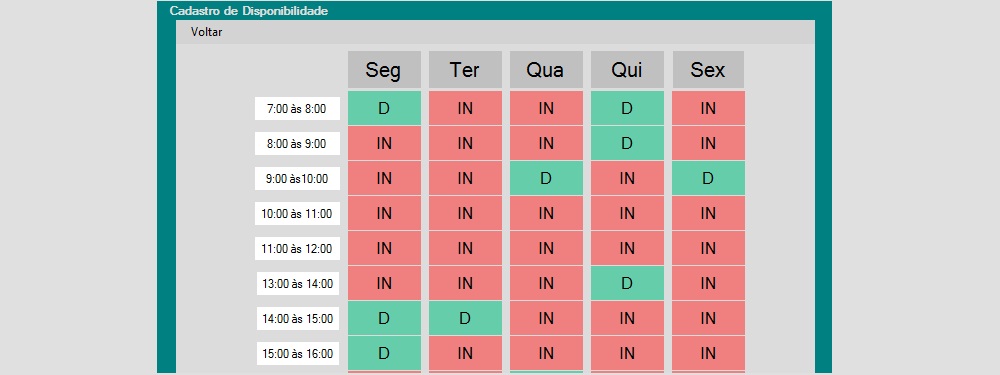 Cadastro de Disponibilidade
Voltar
Seg Ter Qua Qui Sex
7:00 às 8:00 D IN IN D IN
8:00 às 9:00 IN IN IN D IN
9:00 às10:00 IN IN D IN D
10:00 às 11:00 IN IN IN IN IN
11:00 às 12:00 IN IN IN IN IN
13:00 às 14:00 IN IN IN D IN
14:00 às 15:00 D D IN IN IN
15:00 às 16:00 D IN IN IN IN